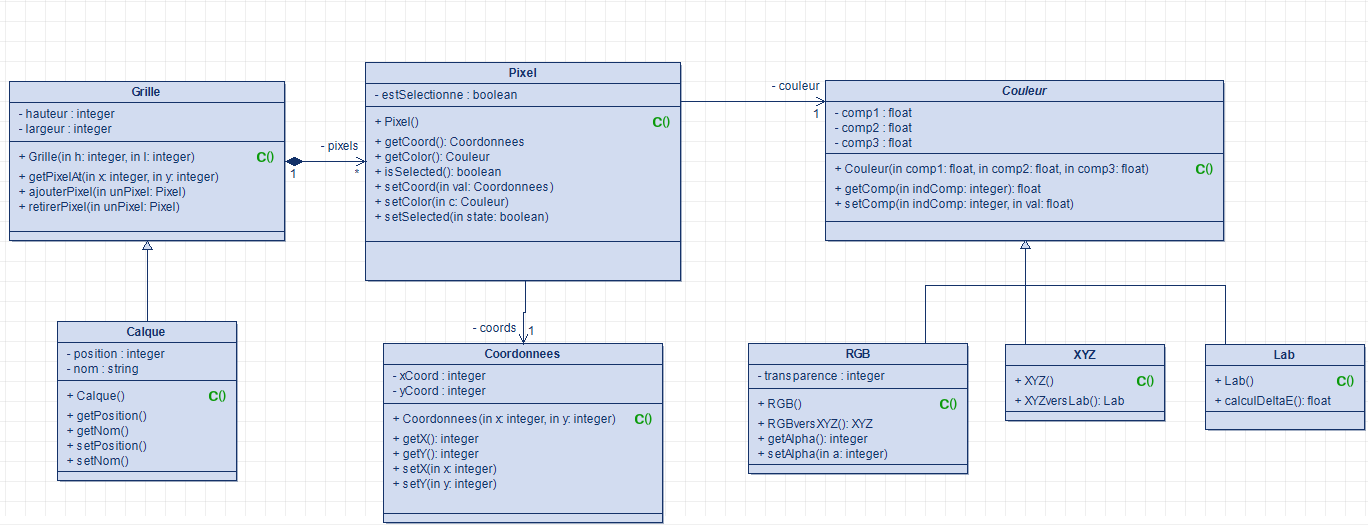 Grille
- hauteur : integer
- largeur : integer
+ Grille(in h: integer, in l: integer) C()
+ getPixelAt(in x: integer, in y: integer)
+ ajouterPixel(in unPixel: Pixel)
+ retirerPixel(in unPixel: Pixel)
- pixels
1
*
Pixel
- estSelectionne : boolean
+ Pixel() C()
+ getCoord(): Coordonnees
+ getColor(): Couleur
+ isSelected(): boolean
+ setCoord(in val: Coordonnees)
+ setColor(in c: Couleur)
+ setSelected(in state: boolean)
- couleur
1
Couleur
- comp1 : float
- comp2 : float
- comp3 : float
+ Couleur(in comp1: float, in comp2: float, in comp3: float) C()
+ getComp(in indComp: integer): float
+ setComp(in indComp: integer, in val: float)
Calque
- position : integer
- nom : string
+ Calque() C()
+ getPosition()
+ getNom()
+ setPosition()
+ setNom()
- coords
1
Coordonnees
- xCoord : integer
- yCoord : integer
+ Coordonnees(in x: integer, in y: integer) C()
+ getX(): integer
+ getY(): integer
+ setX(in x: integer)
+ setY(in y: integer)
RGB
- transparence : integer
+ RGB() C()
+ RGBversXYZ(): XYZ
+ getAlpha(): integer
+ setAlpha(in a: integer)
XYZ
+ XYZ() C()
+ XYZversLab(): Lab
Lab
+ Lab() C()
+ calculDeltaE(): float